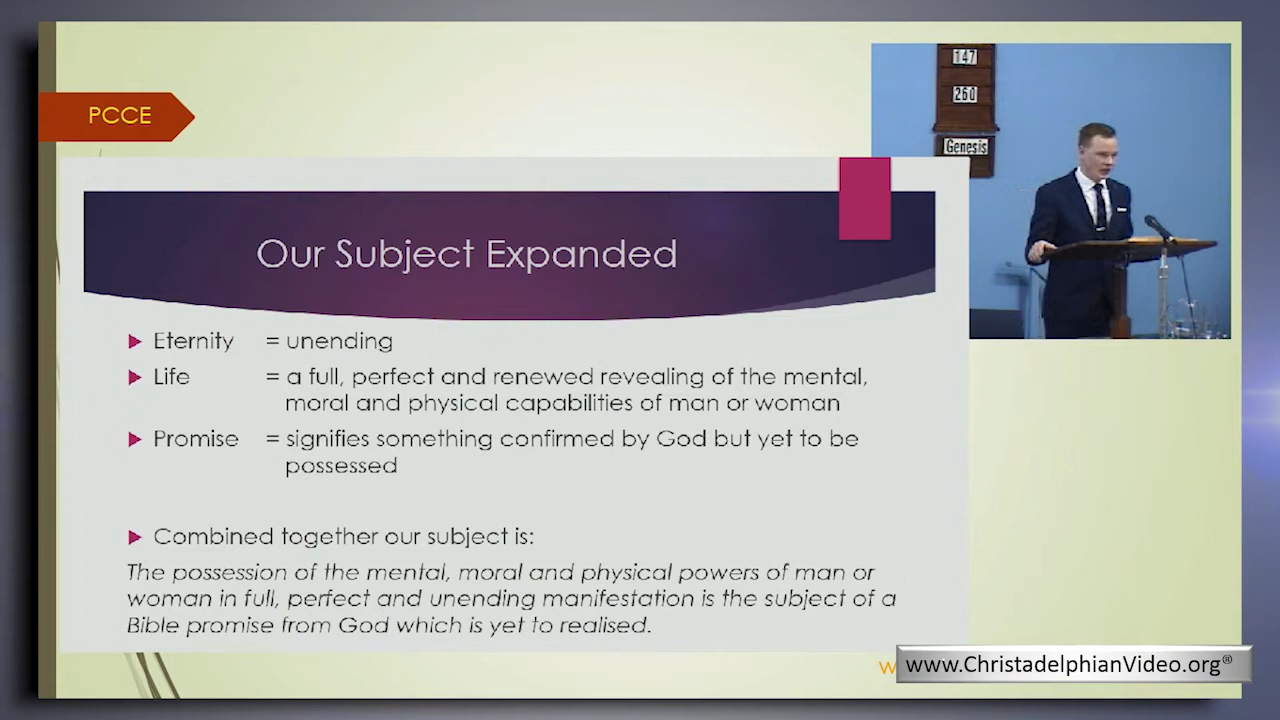 PCCE
147
260
Genesis
Our Subject Expanded
Eternity = unending
Life = a full, perfect and renewed revealing of the mental,
moral and physical capabilities of man or woman
Promise = signifies something confirmed by God but yet to be
possessed
Combined together our subject is:
The possession of the mental, moral and physical powers of man or
woman in full, perfect and unending manifestation is the subject of a
Bible promise from God which is yet to realised.
www.ChristadelphianVideo.org®